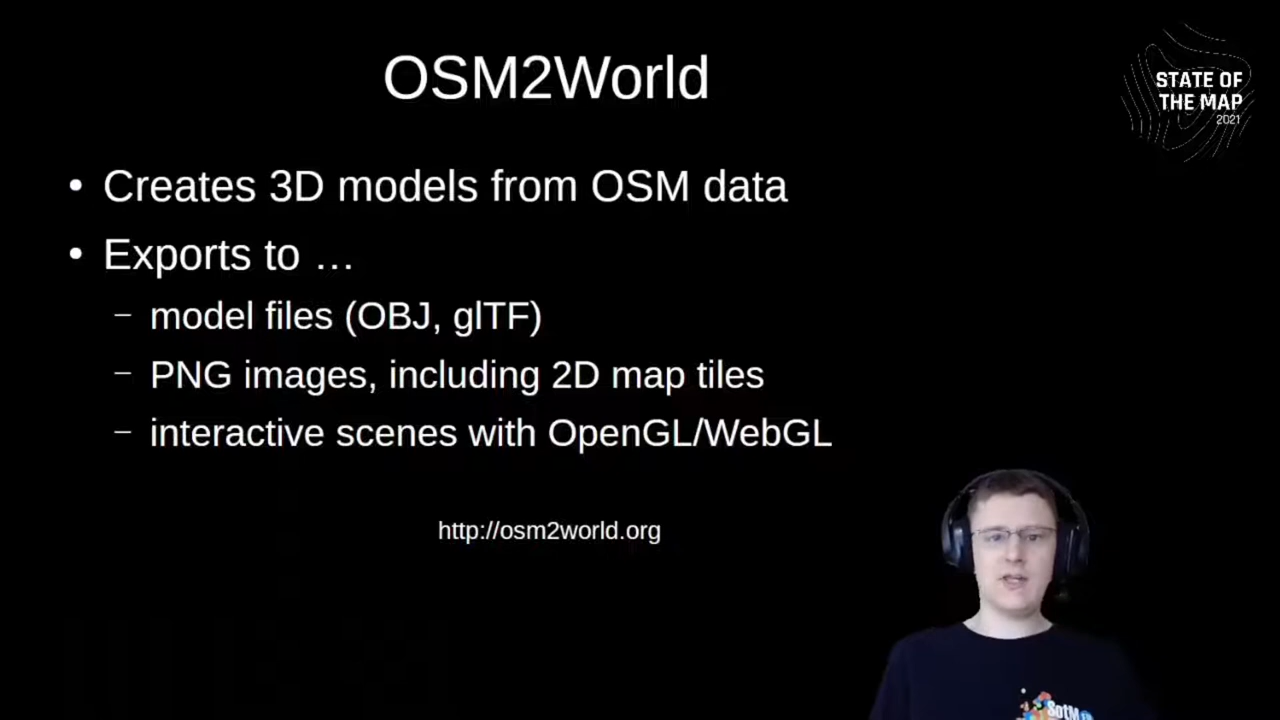 OSM2World
STATE OF
THE MAP
2021
• Creates 3D models from OSM data
• Exports to …
– model files (OBJ, glTF)
– PNG images, including 2D map tiles
– interactive scenes with OpenGL/WebGL
http://osm2world.org
SotM